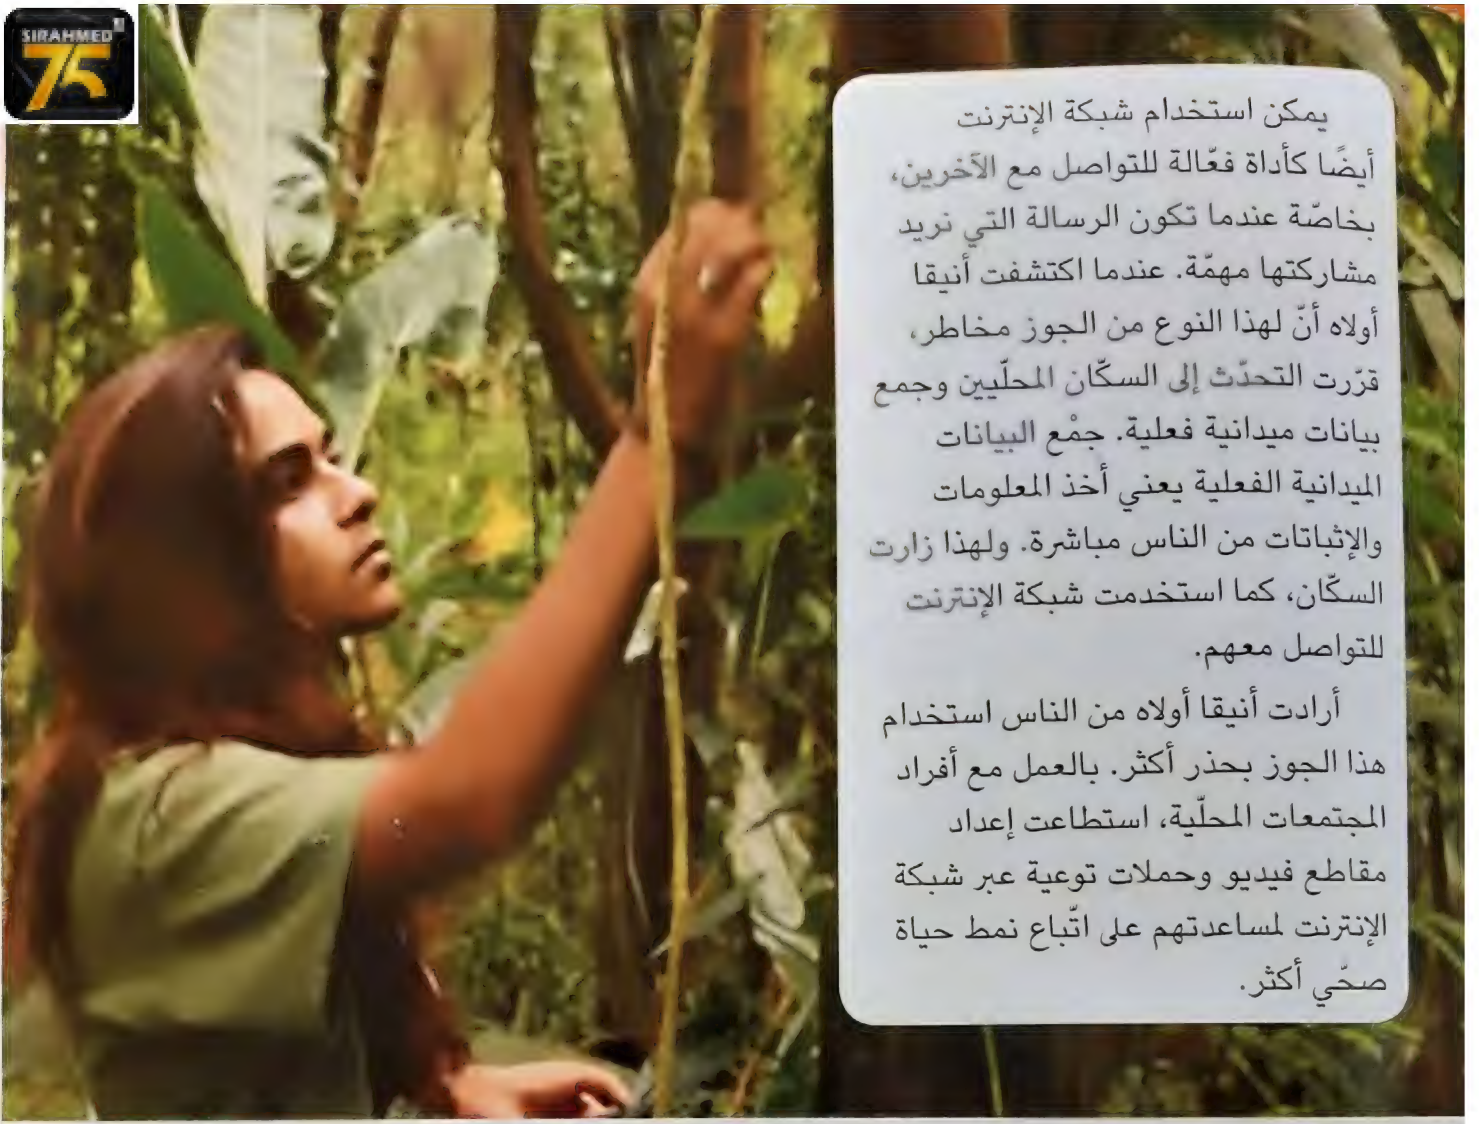 SIRAHMED
75
يمكن استخدام شبكة الإنترنت
أيضًا كأداة فعّالة للتواصل مع الآخرين،
بخاصّة عندما تكون الرسالة التي نريد
مشاركتها مهمّة. عندما اكتشفت أنيقا
أولاه أنّ لهذا النوع من الجوز مخاطر،
قرّرت التحدّث إلى السكّان المحلّيين وجمع
بيانات ميدانية فعلية. جمْع البيانات
الميدانية الفعلية يعني أخذ المعلومات
والإثباتات من الناس مباشرة. ولهذا زارت
السكّان، كما استخدمت شبكة الإنترنت
للتواصل معهم.
أرادت أنيقا أولاه من الناس استخدام
هذا الجوز بحذر أكثر. بالعمل مع أفراد
المجتمعات المحلّية، استطاعت إعداد
مقاطع فيديو وحملات توعية عبر شبكة
الإنترنت لمساعدتهم على اتّباع نمط حياة
صحّي أكثر.